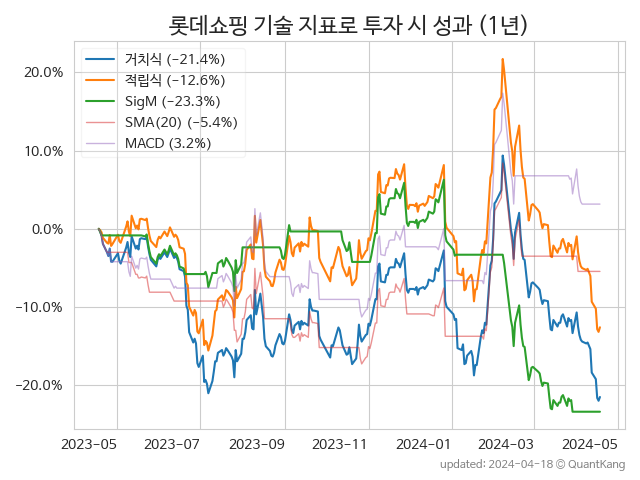 롯데쇼핑 기술 지표로 투자 시 성과 (1년)
거치식 (−21.4%)
적립식 (−12.6%)
SigM (−23.3%)
SMA(20) (−5.4%)
MACD (3.2%)
20.0%
10.0%
0.0%
−10.0%
−20.0%
2023-05 2023-07 2023-09 2023-11 2024-01 2024-03 2024-05
updated: 2024-04-18 © QuantKang